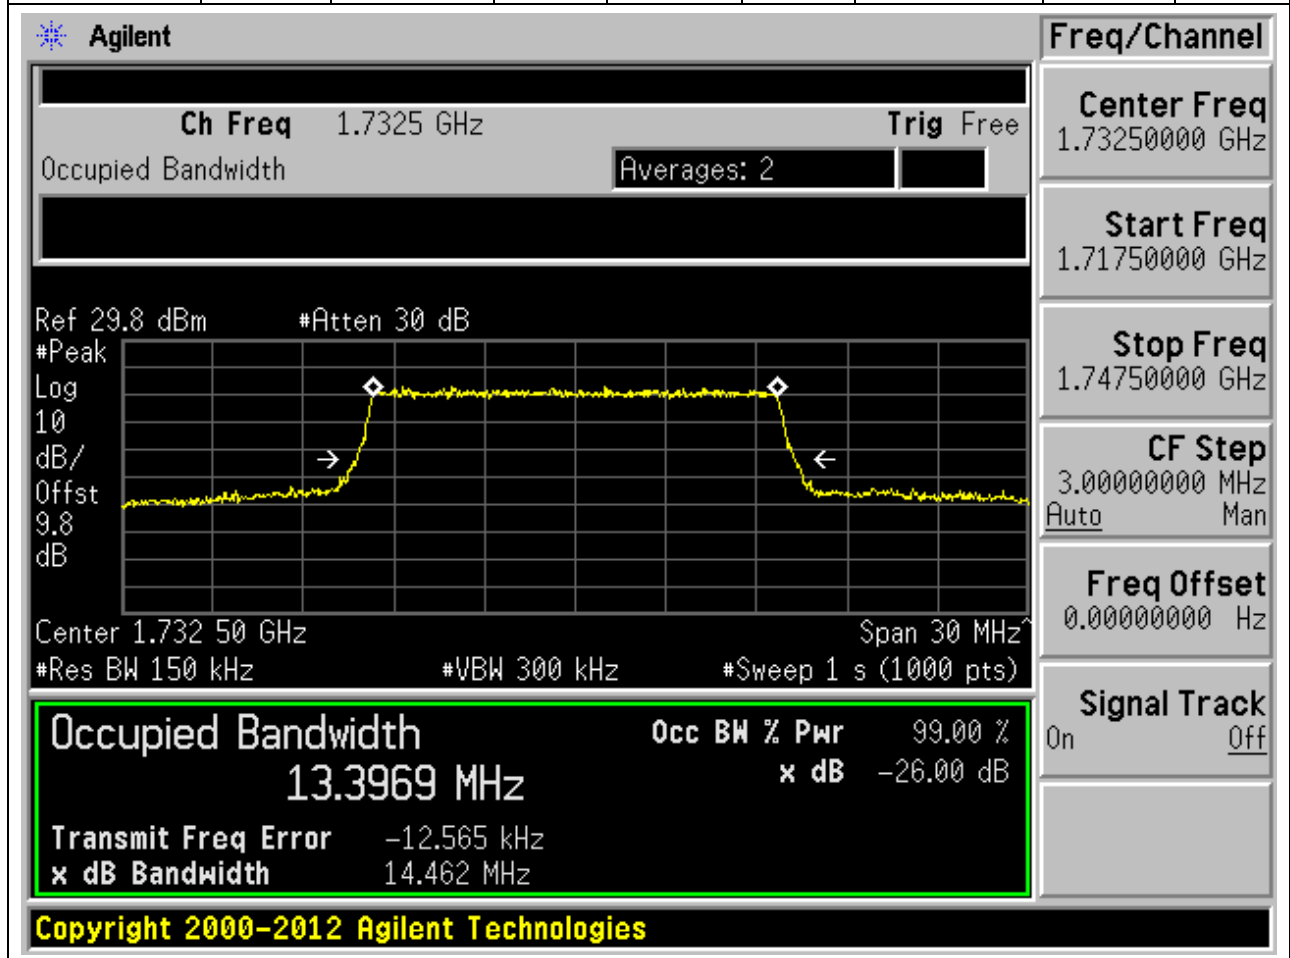 Agilent
Freq/Channel
Ch Freq 1.7325 GHz Trig Free
Occupied Bandwidth Averages: 2
Center Freq
1.73250000 GHz
Start Freq
1.71750000 GHz
Stop Freq
1.74750000 GHz
CF Step
3.00000000 MHz
Auto Man
Freq Offset
0.00000000 Hz
Signal Track
On Off
Ref 29.8 dBm #Atten 30 dB
#Peak
Log
10
dB/
Offst
9.8
dB
Center 1.732 50 GHz Span 30 MHz^
#Res BW 150 kHz #VBW 300 kHz #Sweep 1 s (1000 pts)
Occupied Bandwidth Occ BW % Pwr 99.00 %
13.3969 MHz x dB -26.00 dB
Transmit Freq Error -12.565 kHz
x dB Bandwidth 14.462 MHz
Copyright 2000-2012 Agilent Technologies